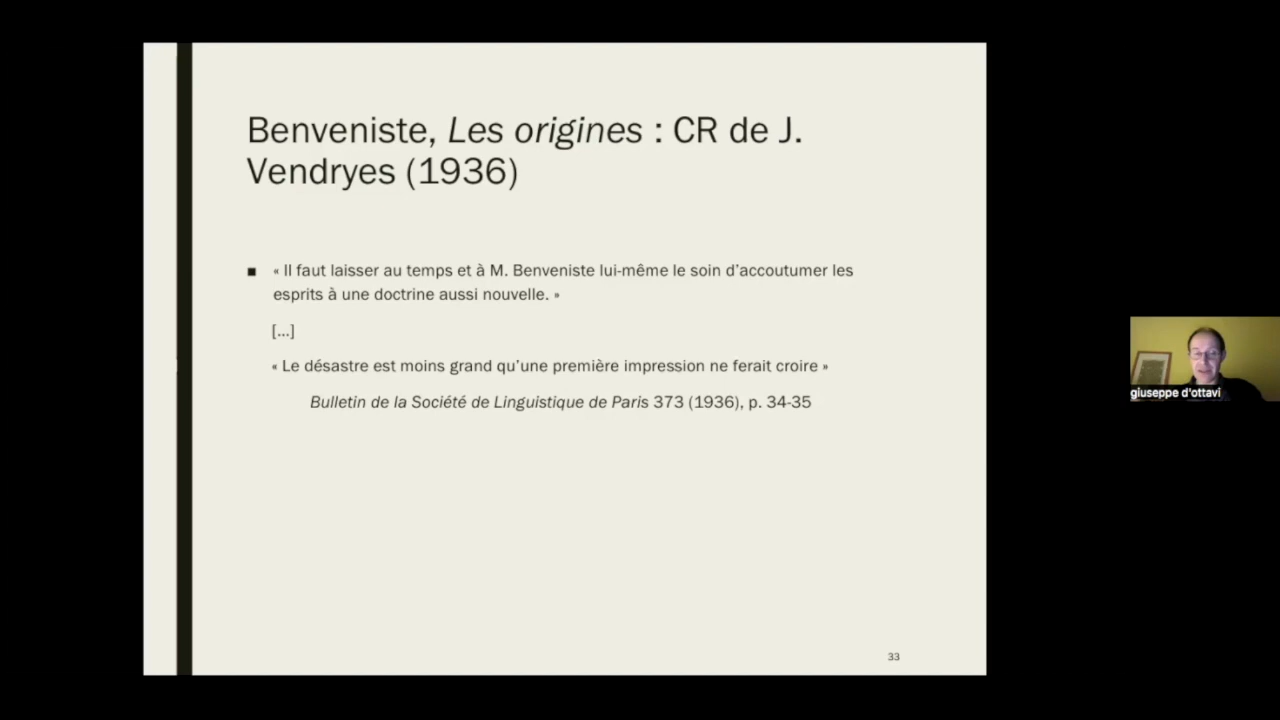 Benveniste, Les origines : CR de J.
Vendryes (1936)
■ « Il faut laisser au temps et à M. Benveniste lui-même le soin d’accoutumer les
esprits à une doctrine aussi nouvelle. »
[…]
« Le désastre est moins grand qu’une première impression ne ferait croire »
Bulletin de la Société de Linguistique de Paris 373 (1936), p. 34-35
33
giuseppe d'ottavi